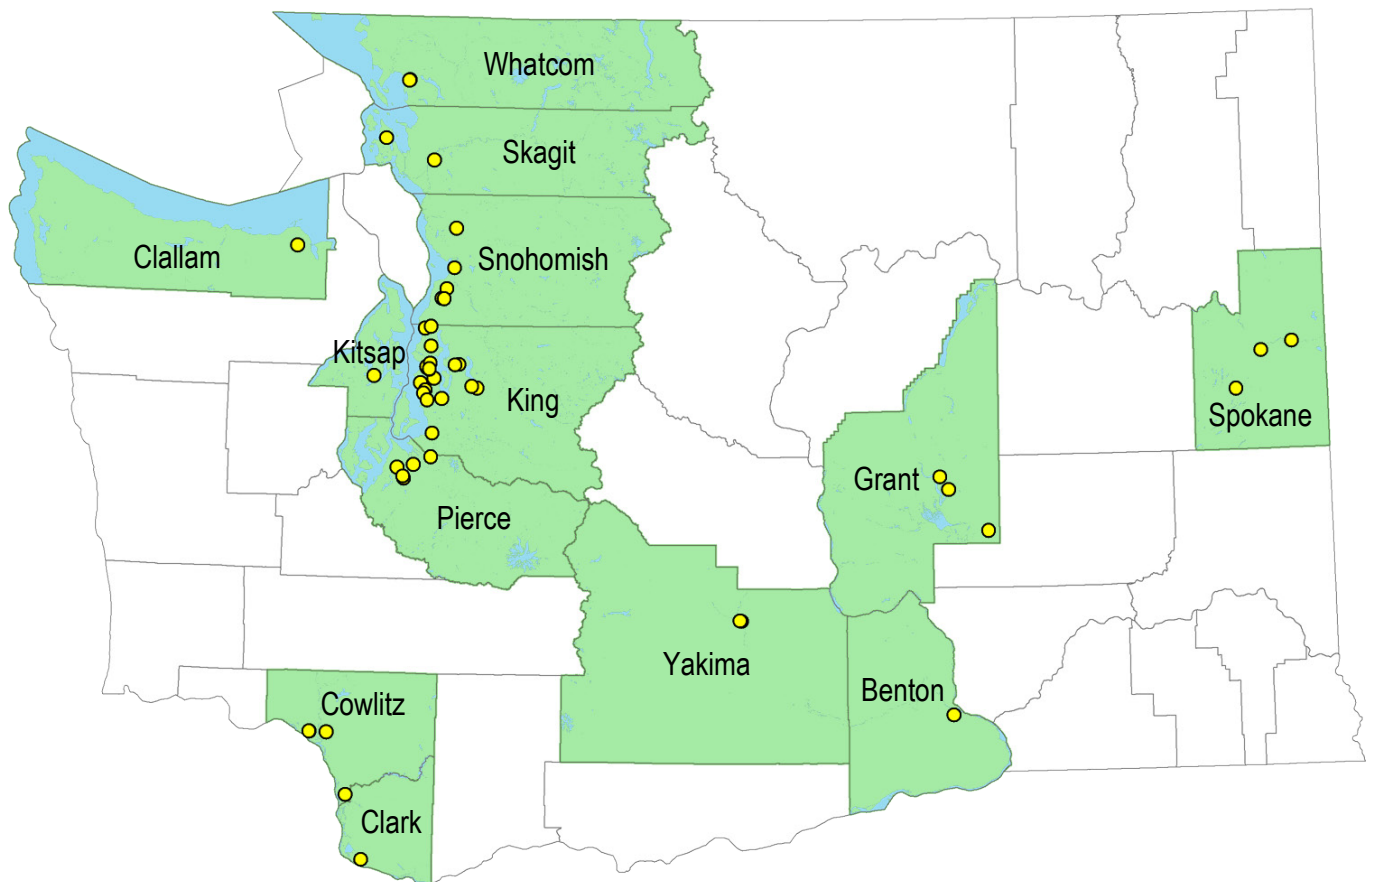 Whatcom
Skagit
Clallam
Snohomish
Kitsap
King
Spokane
Grant
Pierce
Yakima
Benton
Cowlitz
Clark